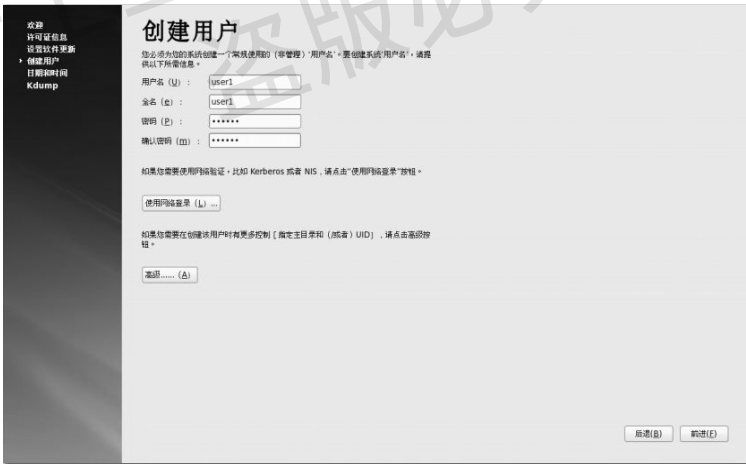 欢迎
许可证信息
设置软件更新
创建用户
日期和时间
Kdump
创建用户
您必须为您的系统创建一个常规使用的（非管理）'用户名'。要创建系统'用户名'，请提
供以下所需信息。
用户名（U）： user1
全名（e）： user1
密码（P）： ••••••
确认密码（m）： ••••••
如果您需要使用网络验证，比如 Kerberos 或者 NIS，请点击"使用网络登录"按钮。
使用网络登录（L）...
如果您需要在创建该用户时有更多控制 [ 指定主目录和（/或者）UID]，请点击高级按
钮。
高级......（A）
后退(B) 前进(F)
盗版必